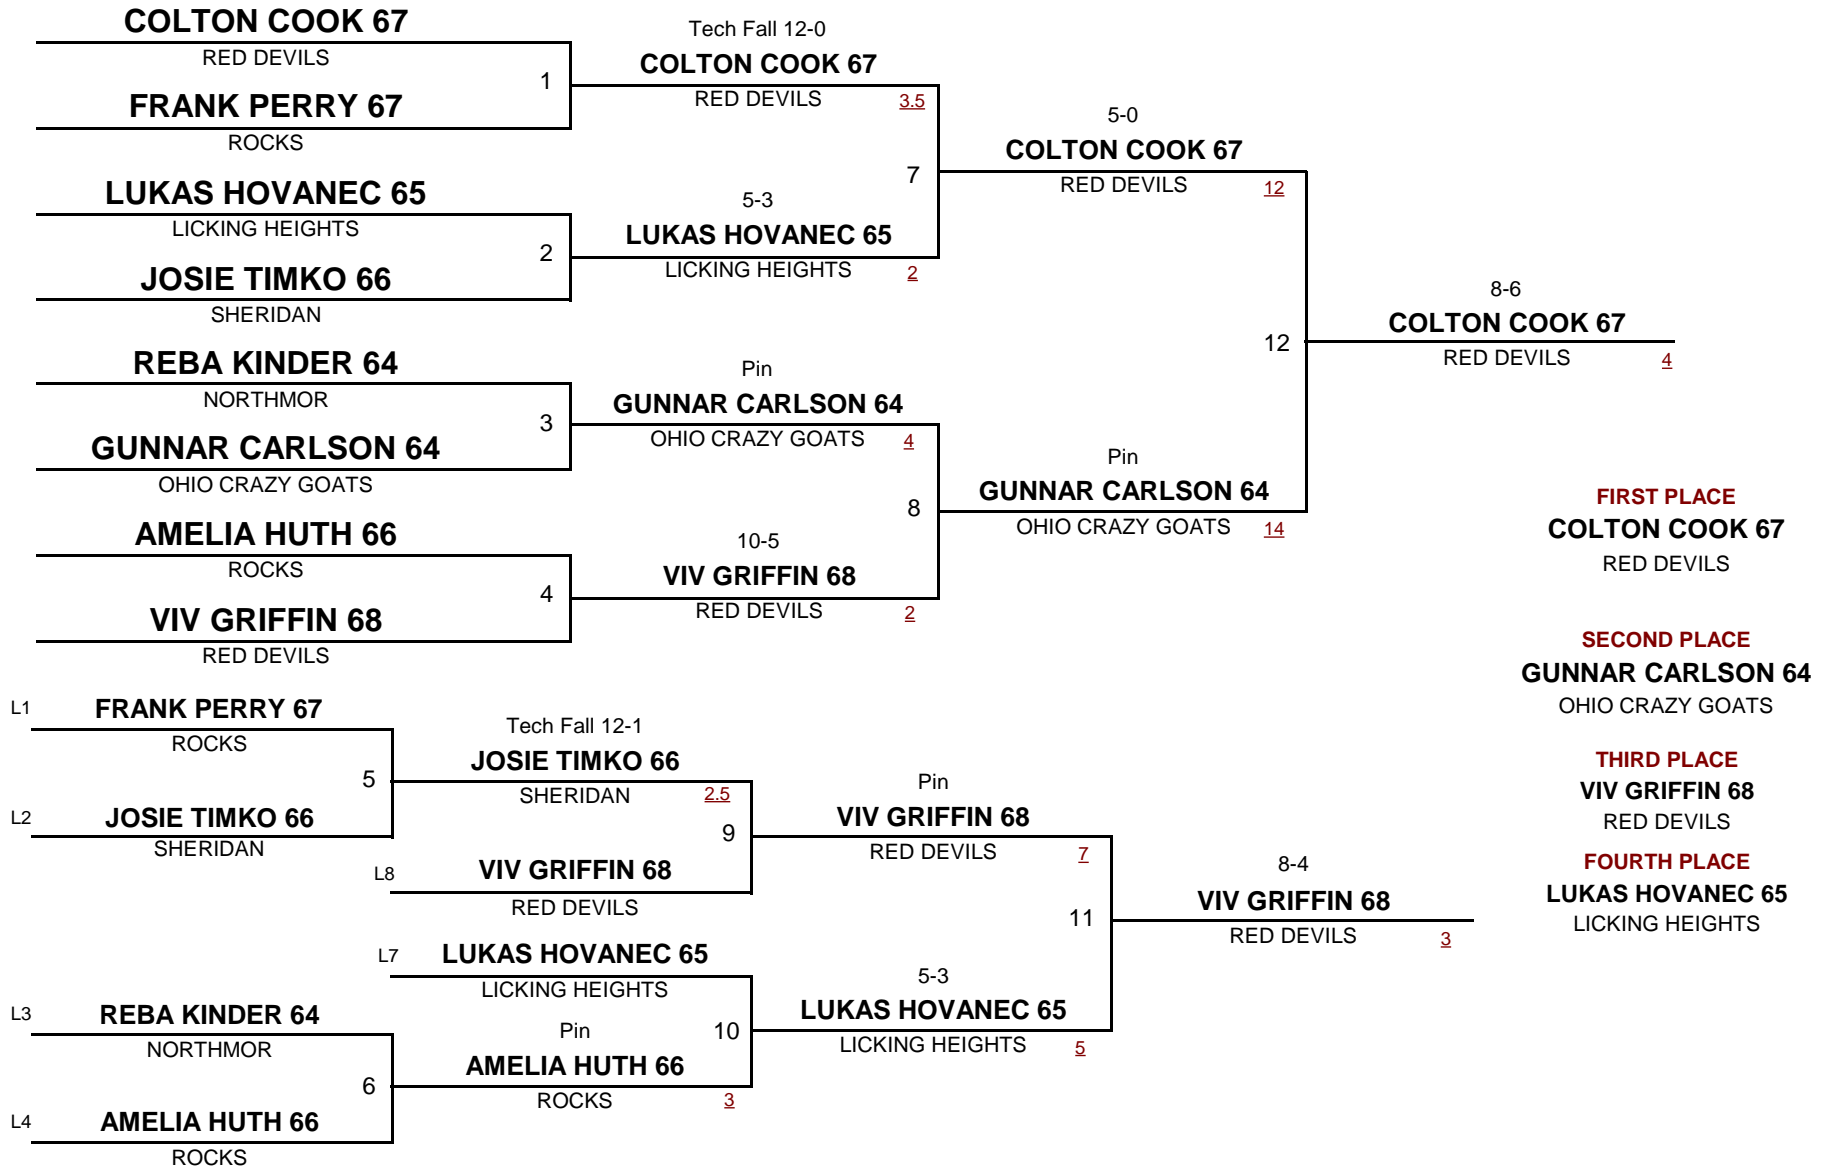 COLTON COOK 67
RED DEVILS
1
FRANK PERRY 67
ROCKS
LUKAS HOVANEC 65
LICKING HEIGHTS
2
JOSIE TIMKO 66
SHERIDAN
REBA KINDER 64
NORTHMOR
3
GUNNAR CARLSON 64
OHIO CRAZY GOATS
AMELIA HUTH 66
ROCKS
4
VIV GRIFFIN 68
RED DEVILS
Tech Fall 12-0
COLTON COOK 67
RED DEVILS 3.5
7
5-3
LUKAS HOVANEC 65
LICKING HEIGHTS 2
Pin
GUNNAR CARLSON 64
OHIO CRAZY GOATS 4
8
10-5
VIV GRIFFIN 68
RED DEVILS 2
5-0
COLTON COOK 67
RED DEVILS 12
12
Pin
GUNNAR CARLSON 64
OHIO CRAZY GOATS 14
8-6
COLTON COOK 67
RED DEVILS 4
FIRST PLACE
COLTON COOK 67
RED DEVILS
SECOND PLACE
GUNNAR CARLSON 64
OHIO CRAZY GOATS
THIRD PLACE
VIV GRIFFIN 68
RED DEVILS
FOURTH PLACE
LUKAS HOVANEC 65
LICKING HEIGHTS
L1 FRANK PERRY 67
ROCKS
5
L2 JOSIE TIMKO 66
SHERIDAN
L3 REBA KINDER 64
NORTHMOR
6
L4 AMELIA HUTH 66
ROCKS
Tech Fall 12-1
JOSIE TIMKO 66
SHERIDAN 2.5
9
L8 VIV GRIFFIN 68
RED DEVILS
L7 LUKAS HOVANEC 65
LICKING HEIGHTS
10
Pin
AMELIA HUTH 66
ROCKS 3
Pin
VIV GRIFFIN 68
RED DEVILS 7
11
5-3
LUKAS HOVANEC 65
LICKING HEIGHTS 5
8-4
VIV GRIFFIN 68
RED DEVILS 3